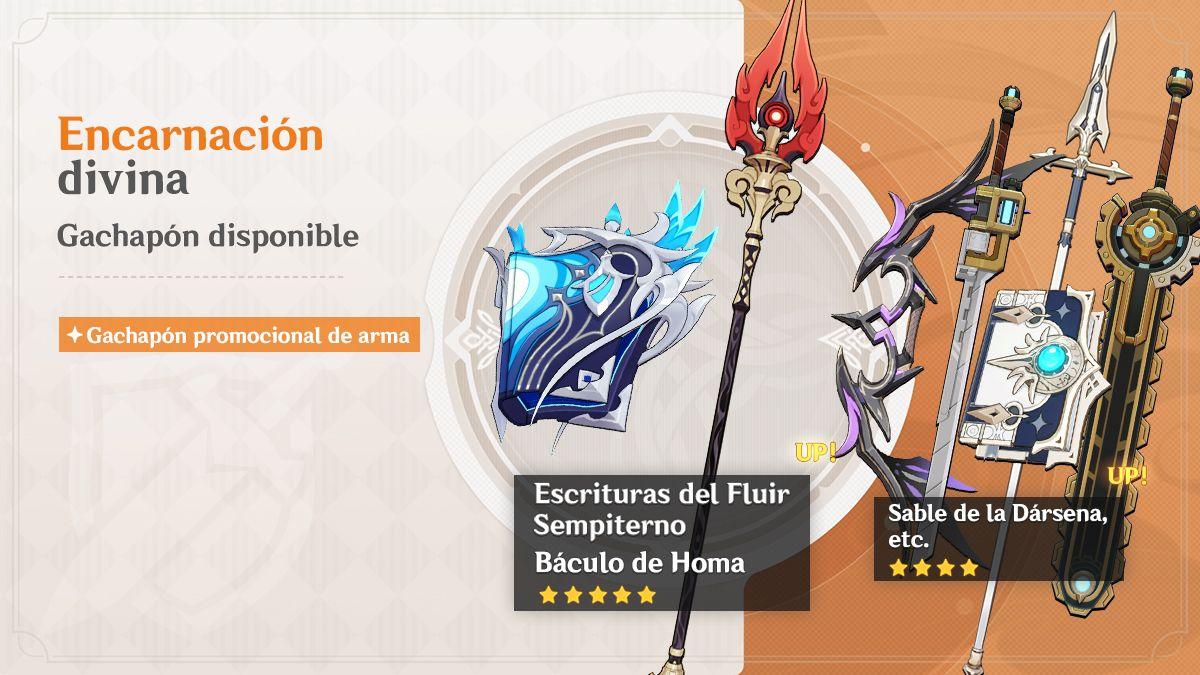 Encarnación
divina
Gachapón disponible
Gachapón promocional de arma
UP!
Escrituras del Fluir
Sempiterno
Báculo de Homa
UP!
Sable de la Dársena,
etc.